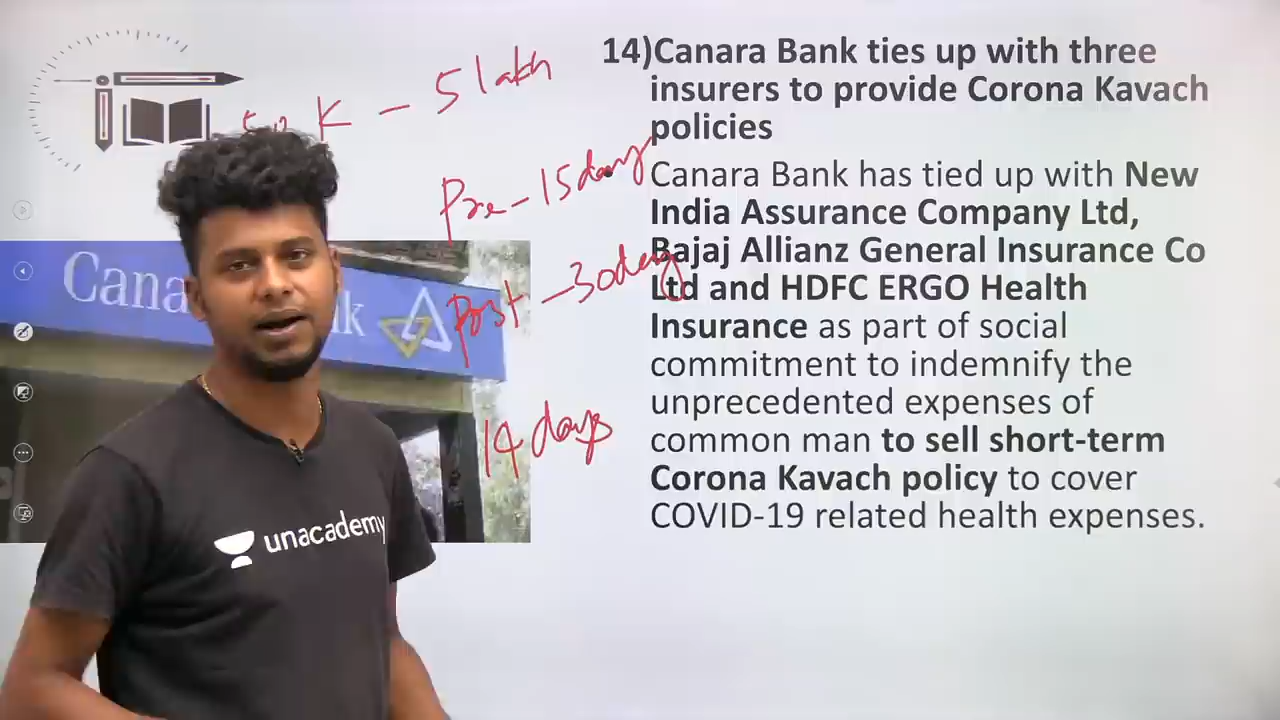 14)Canara Bank ties up with three
insurers to provide Corona Kavach
policies
Canara Bank has tied up with New
India Assurance Company Ltd,
Bajaj Allianz General Insurance Co
Ltd and HDFC ERGO Health
Insurance as part of social
commitment to indemnify the
unprecedented expenses of
common man to sell short-term
Corona Kavach policy to cover
COVID-19 related health expenses.
K - 5 lakh
Pre - 15 days
Post - 30 days
14 days
unacademy